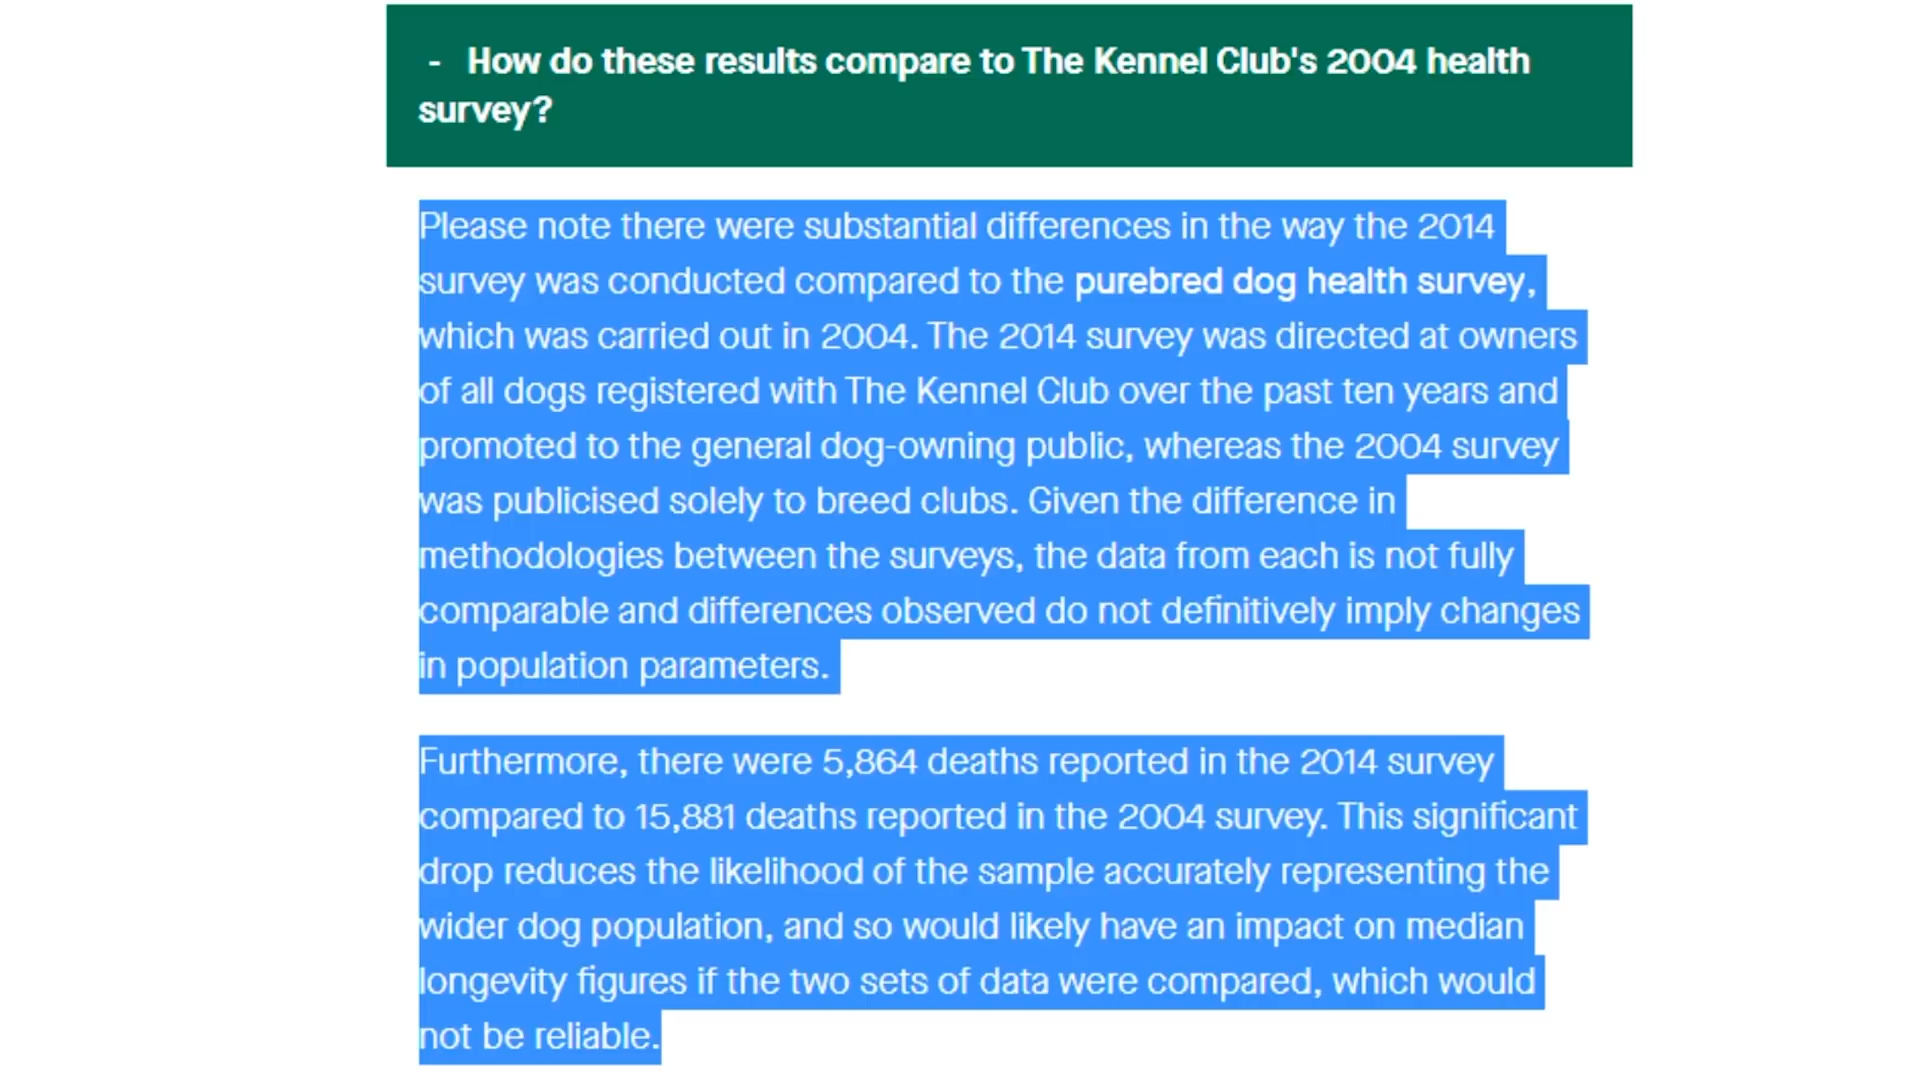 - How do these results compare to The Kennel Club's 2004 health
survey?
Please note there were substantial differences in the way the 2014
survey was conducted compared to the purebred dog health survey,
which was carried out in 2004. The 2014 survey was directed at owners
of all dogs registered with The Kennel Club over the past ten years and
promoted to the general dog-owning public, whereas the 2004 survey
was publicised solely to breed clubs. Given the difference in
methodologies between the surveys, the data from each is not fully
comparable and differences observed do not definitively imply changes
in population parameters.
Furthermore, there were 5,864 deaths reported in the 2014 survey
compared to 15,881 deaths reported in the 2004 survey. This significant
drop reduces the likelihood of the sample accurately representing the
wider dog population, and so would likely have an impact on median
longevity figures if the two sets of data were compared, which would
not be reliable.